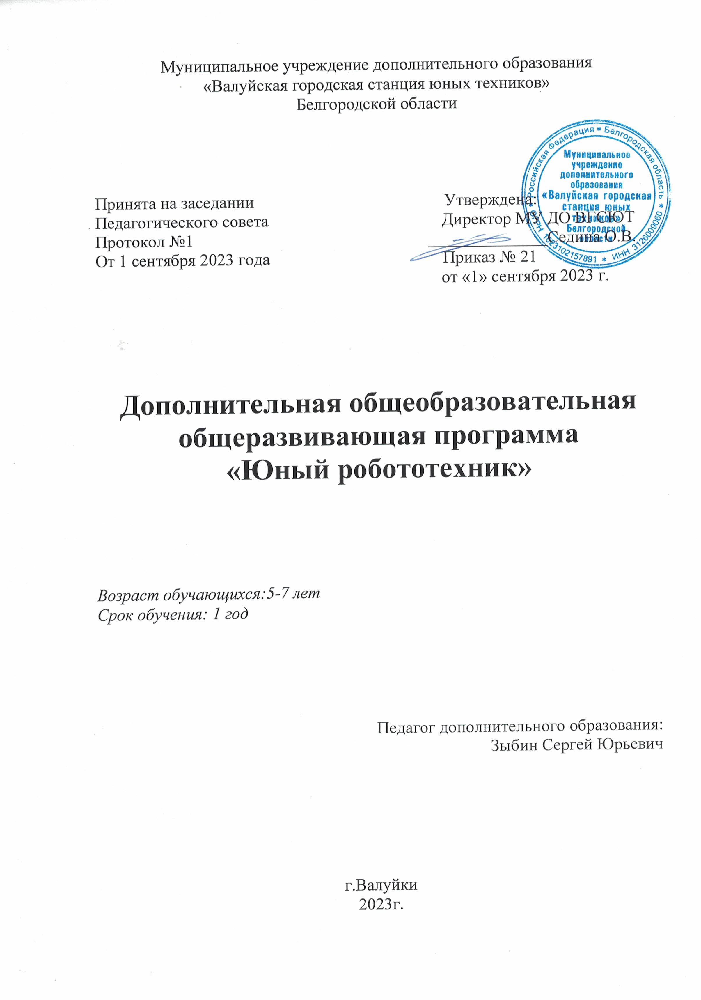 Муниципальное учреждение дополнительного образования
«Валуйская городская станция юных техников»
Белгородской области
Принята на заседании
Педагогического совета
Протокол №1
От 1 сентября 2023 года
Утверждена:
Директор МУ ДО ВГСЮТ
Седина О.В.
Приказ № 21
от «1» сентября 2023 г.
Российская Федерация * Белгородская область *
ИНН 3126009060 * ОГРН 1023102157891 *
Муниципальное
учреждение
дополнительного
образования
«Валуйская городская
станция юных
техников»
Белгородской
области
Дополнительная общеобразовательная
общеразвивающая программа
«Юный робототехник»
Возраст обучающихся:5-7 лет
Срок обучения: 1 год
Педагог дополнительного образования:
Зыбин Сергей Юрьевич
г.Валуйки
2023г.